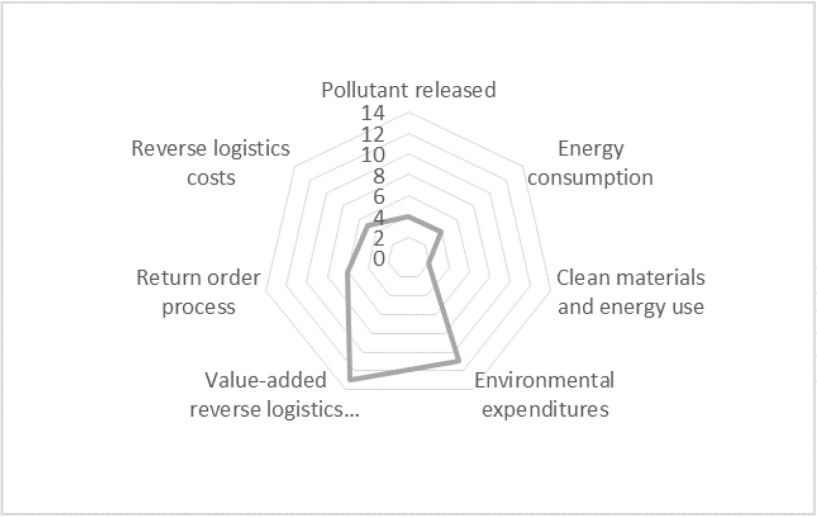 Pollutant released
14
12
10
8
6
4
2
0
Energy
consumption
Clean materials
and energy use
Environmental
expenditures
Value-added
reverse logistics...
Return order
process
Reverse logistics
costs